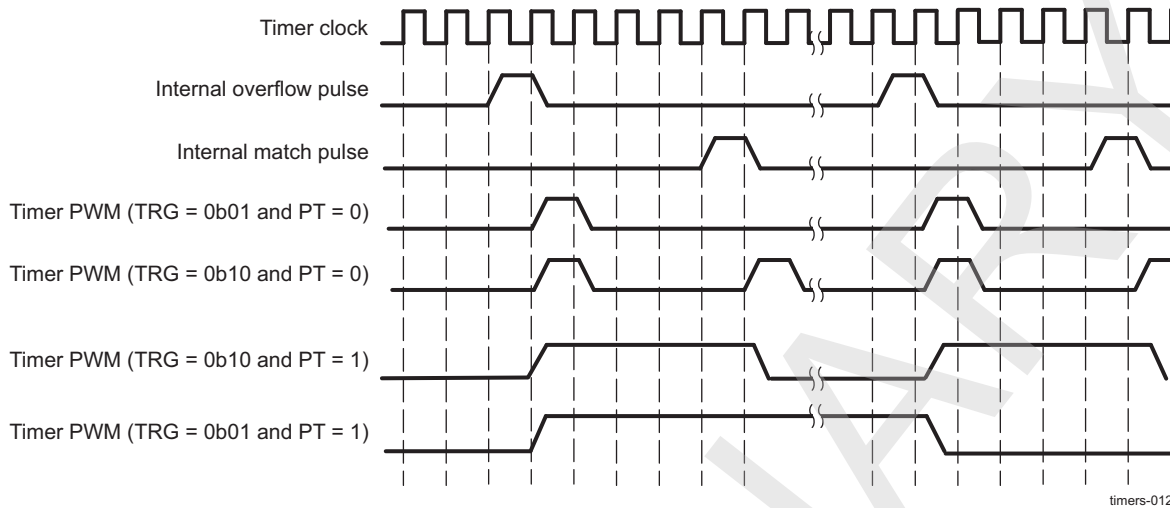 Timer clock
Internal overflow pulse
Internal match pulse
Timer PWM (TRG = 0b01 and PT = 0)
Timer PWM (TRG = 0b10 and PT = 0)
Timer PWM (TRG = 0b10 and PT = 1)
Timer PWM (TRG = 0b01 and PT = 1)
timers-012